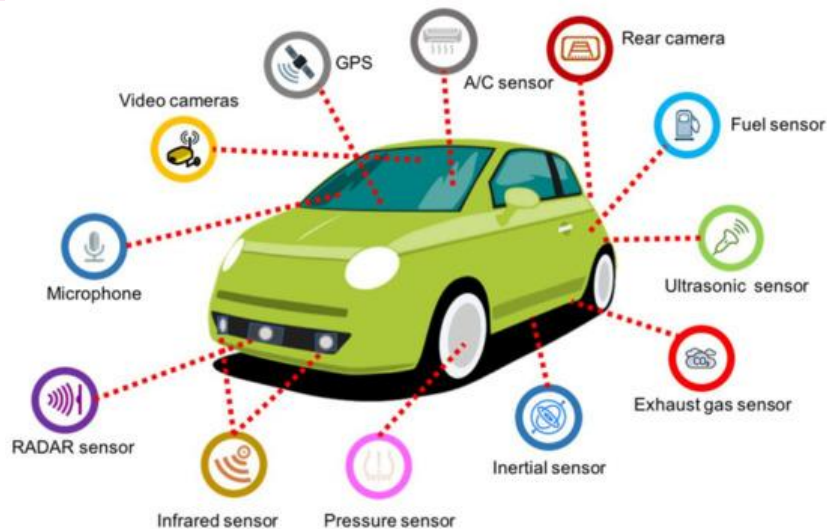 GPS
A/C sensor
Rear camera
Video cameras
Fuel sensor
Microphone
Ultrasonic sensor
RADAR sensor
Exhaust gas sensor
Infrared sensor
Pressure sensor
Inertial sensor